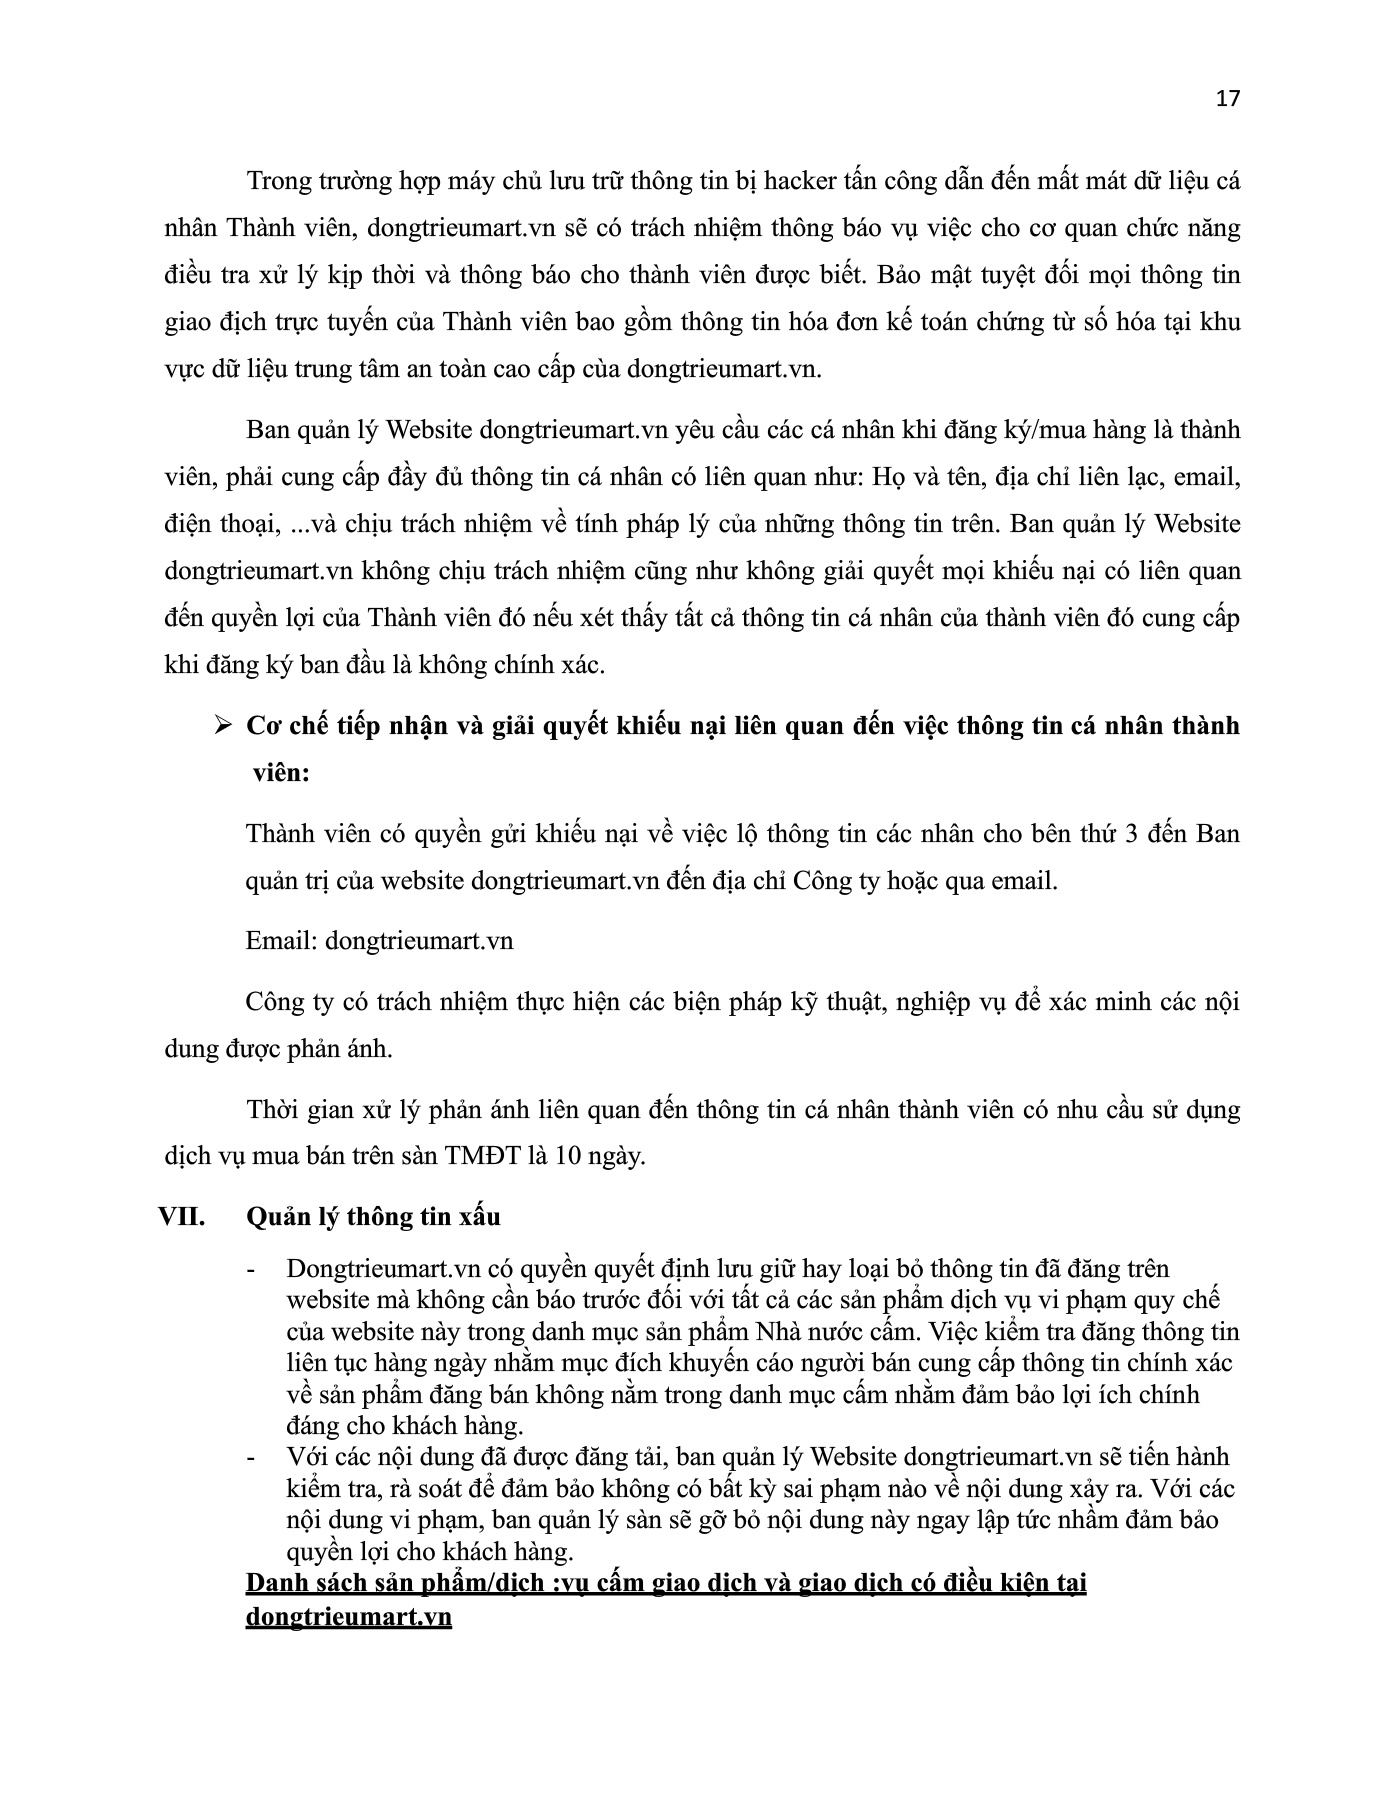 17
Trong trường hợp máy chủ lưu trữ thông tin bị hacker tấn công dẫn đến mất mát dữ liệu cá
nhân Thành viên, dongtrieumart.vn sẽ có trách nhiệm thông báo vụ việc cho cơ quan chức năng
điều tra xử lý kịp thời và thông báo cho thành viên được biết. Bảo mật tuyệt đối mọi thông tin
giao địch trực tuyến của Thành viên bao gồm thông tin hóa đơn kế toán chứng từ số hóa tại khu
vực dữ liệu trung tâm an toàn cao cấp cùa dongtrieumart.vn.
Ban quản lý Website dongtrieumart.vn yêu cầu các cá nhân khi đăng ký/mua hàng là thành
viên, phải cung cấp đầy đủ thông tin cá nhân có liên quan như: Họ và tên, địa chỉ liên lạc, email,
điện thoại, ...và chịu trách nhiệm về tính pháp lý của những thông tin trên. Ban quản lý Website
dongtrieumart.vn không chịu trách nhiệm cũng như không giải quyết mọi khiếu nại có liên quan
đến quyền lợi của Thành viên đó nếu xét thấy tất cả thông tin cá nhân của thành viên đó cung cấp
khi đăng ký ban đầu là không chính xác.
➢ Cơ chế tiếp nhận và giải quyết khiếu nại liên quan đến việc thông tin cá nhân thành
viên:
Thành viên có quyền gửi khiếu nại về việc lộ thông tin các nhân cho bên thứ 3 đến Ban
quản trị của website dongtrieumart.vn đến địa chỉ Công ty hoặc qua email.
Email: dongtrieumart.vn
Công ty có trách nhiệm thực hiện các biện pháp kỹ thuật, nghiệp vụ để xác minh các nội
dung được phản ánh.
Thời gian xử lý phản ánh liên quan đến thông tin cá nhân thành viên có nhu cầu sử dụng
dịch vụ mua bán trên sàn TMĐT là 10 ngày.
VII. Quản lý thông tin xấu
- Dongtrieumart.vn có quyền quyết định lưu giữ hay loại bỏ thông tin đã đăng trên
website mà không cần báo trước đối với tất cả các sản phẩm dịch vụ vi phạm quy chế
của website này trong danh mục sản phẩm Nhà nước cấm. Việc kiểm tra đăng thông tin
liên tục hàng ngày nhằm mục đích khuyến cáo người bán cung cấp thông tin chính xác
về sản phẩm đăng bán không nằm trong danh mục cấm nhằm đảm bảo lợi ích chính
đáng cho khách hàng.
- Với các nội dung đã được đăng tải, ban quản lý Website dongtrieumart.vn sẽ tiến hành
kiểm tra, rà soát để đảm bảo không có bất kỳ sai phạm nào về nội dung xảy ra. Với các
nội dung vi phạm, ban quản lý sàn sẽ gỡ bỏ nội dung này ngay lập tức nhầm đảm bảo
quyền lợi cho khách hàng.
Danh sách sản phẩm/dịch :vụ cấm giao dịch và giao dịch có điều kiện tại
dongtrieumart.vn